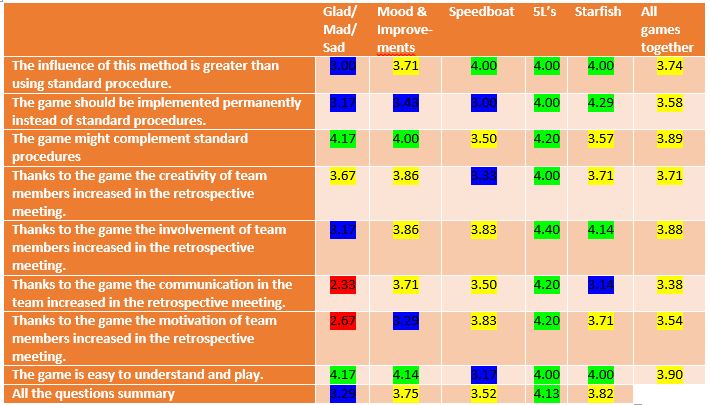 Glad/ Mood & Speedboat 5L's Starfish All
Mad/ Improve- games
Sad ments together
The influence of this method is greater than 3.00 3.71 4.00 4.00 4.00 3.74
using standard procedure.
The game should be implemented permanently 3.17 3.43 3.00 4.00 4.29 3.58
instead of standard procedures.
The game might complement standard 4.17 4.00 3.50 4.20 3.57 3.89
procedures
Thanks to the game the creativity of team 3.67 3.86 3.33 4.00 3.71 3.71
members increased in the retrospective
meeting.
Thanks to the game the involvement of team 3.17 3.86 3.83 4.40 4.14 3.88
members increased in the retrospective
meeting.
Thanks to the game the communication in the 2.33 3.71 3.50 4.20 3.14 3.38
team increased in the retrospective meeting.
Thanks to the game the motivation of team 2.67 3.29 3.83 4.20 3.71 3.54
members increased in the retrospective
meeting.
The game is easy to understand and play. 4.17 4.14 3.17 4.00 4.00 3.90
All the questions summary 3.29 3.75 3.52 4.13 3.82